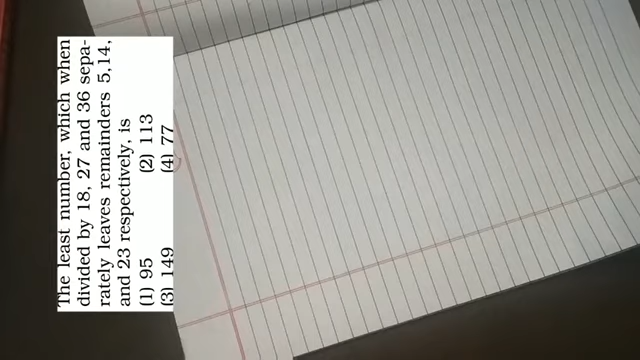 The least number, which when
divided by 18, 27 and 36 sepa-
rately leaves remainders 5,14,
and 23 respectively, is
(1) 95 (2) 113
(3) 149 (4) 77